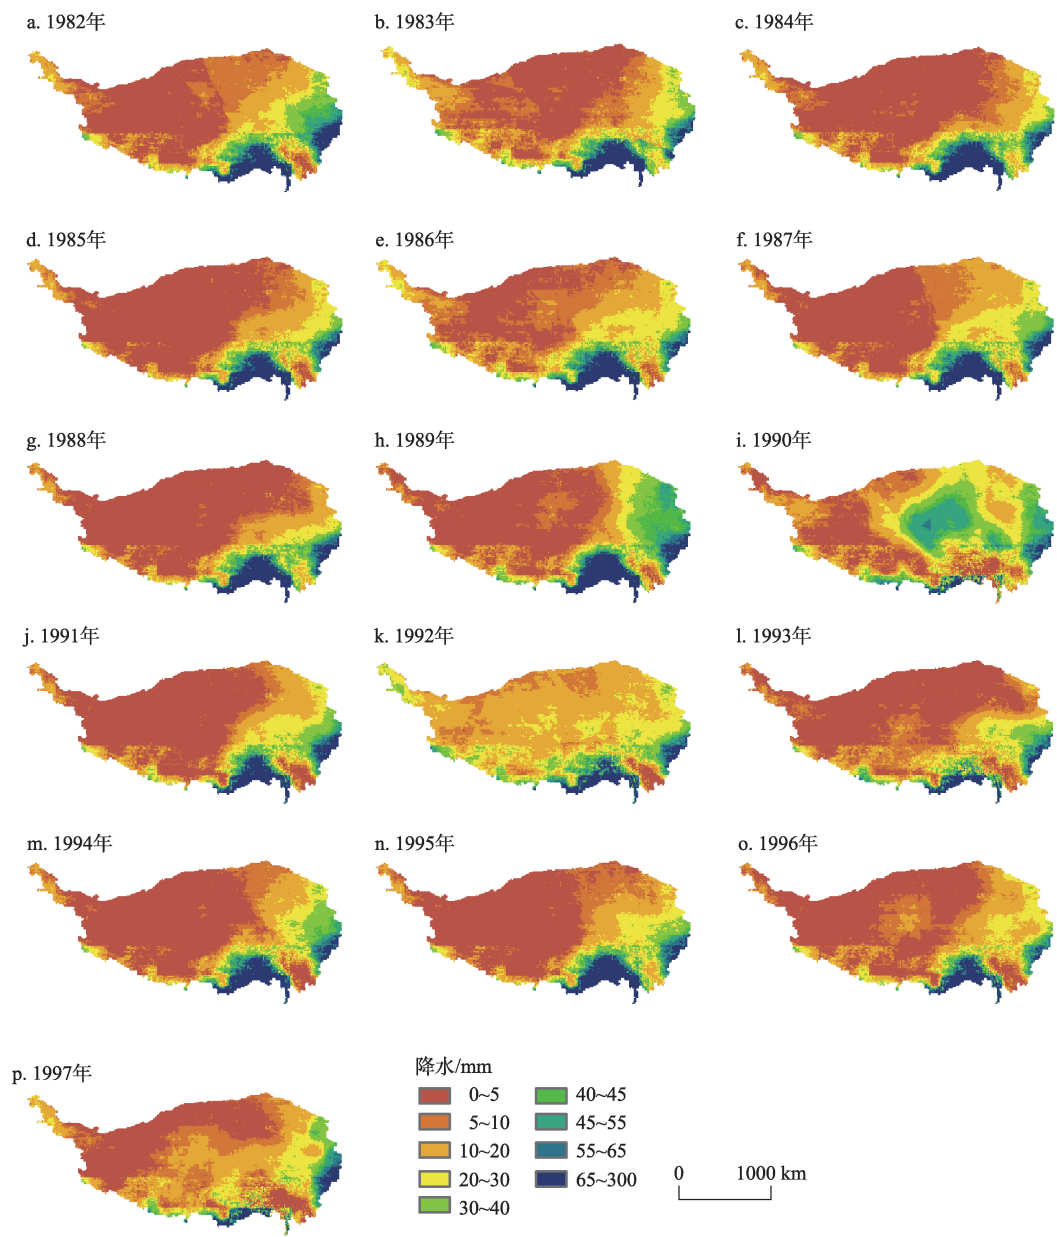 a. 1982年
b. 1983年
c. 1984年
d. 1985年
e. 1986年
f. 1987年
g. 1988年
h. 1989年
i. 1990年
j. 1991年
k. 1992年
l. 1993年
m. 1994年
n. 1995年
o. 1996年
p. 1997年
降水/mm
0~5
5~10
10~20
20~30
30~40
40~45
45~55
55~65
65~300
0 1000 km